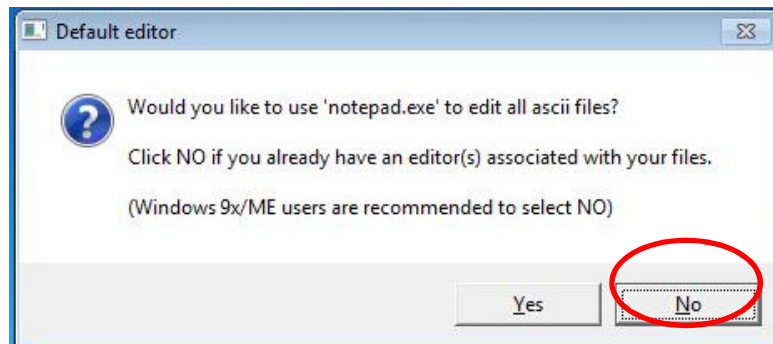 Default editor
Would you like to use 'notepad.exe' to edit all ascii files?
Click NO if you already have an editor(s) associated with your files.
(Windows 9x/ME users are recommended to select NO)
Yes
No